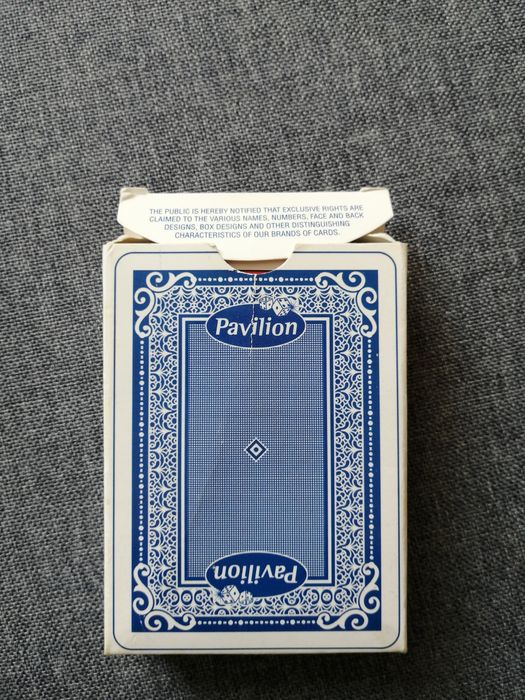 THE PUBLIC IS HEREBY NOTIFIED THAT EXCLUSIVE RIGHTS ARE
CLAIMED TO THE VARIOUS NAMES, NUMBERS, FACE AND BACK
DESIGNS, BOX DESIGNS AND OTHER DISTINGUISHING
CHARACTERISTICS OF OUR BRANDS OF CARDS.
Pavilion
Pavilion